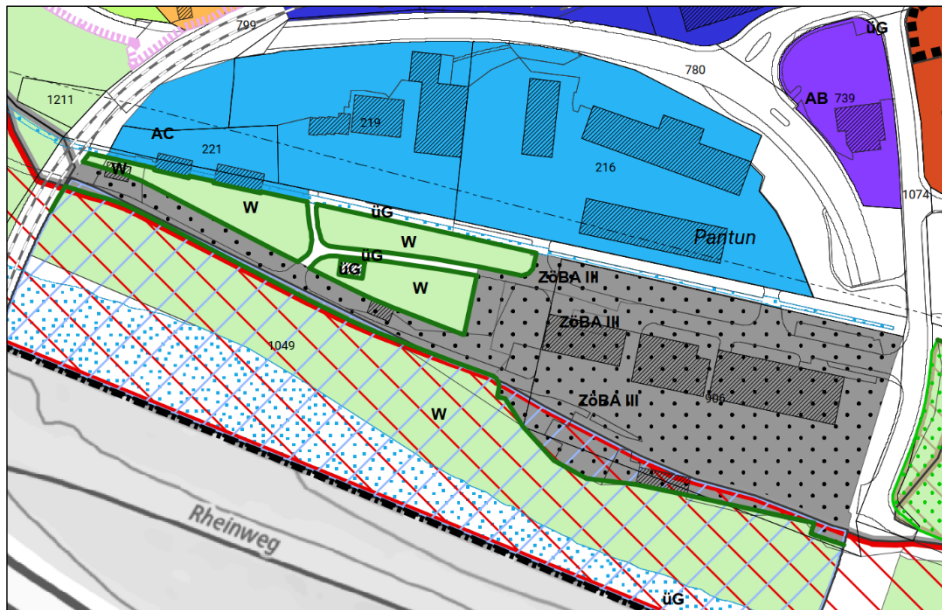 üG
799
780
1211
AB
739
AC
219
221
216
W
1074
W
üG
Pantun
W
üG
üG
ZöBA III
W
ZöBA III
1049
ZöBA III
906
W
Rheinweg
üG